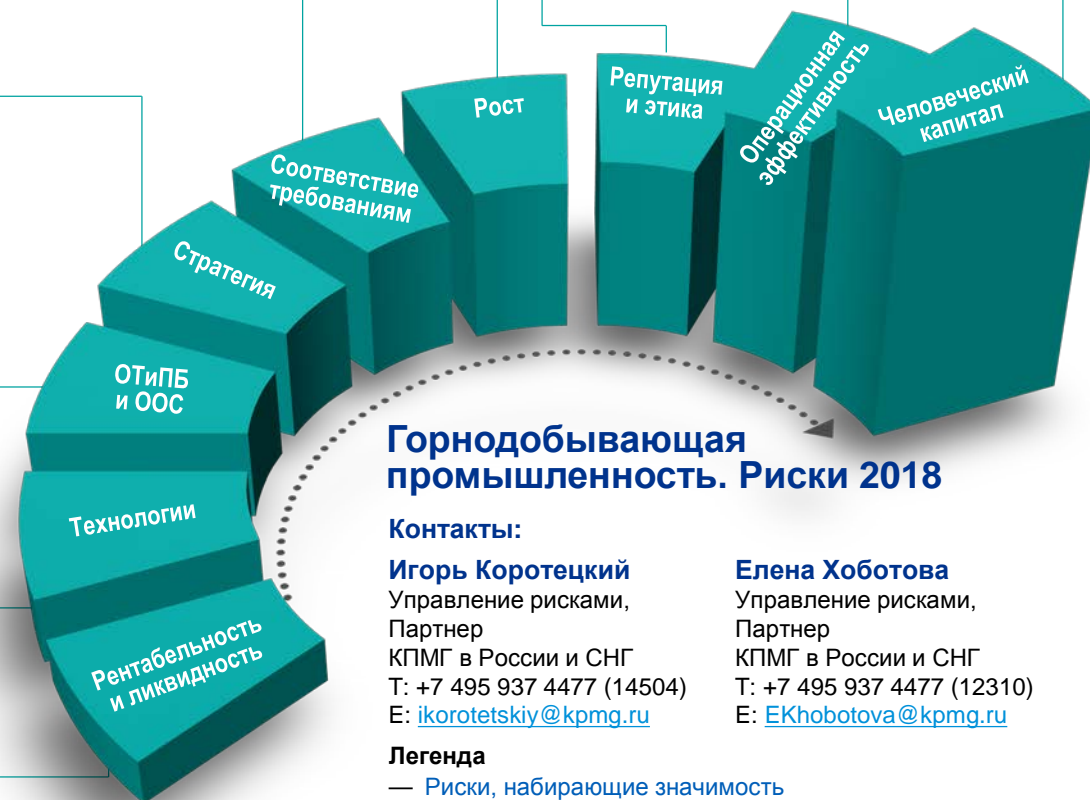 Рентабельность
и ликвидность
Технологии
ОТиПБ
и ООС
Стратегия
Соответствие
требованиям
Рост
Репутация
и этика
Операционная
эффективность
Человеческий
капитал
Горнодобывающая
промышленность. Риски 2018
Контакты:
Игорь Коротецкий
Управление рисками,
Партнер
КПМГ в России и СНГ
Т: +7 495 937 4477 (14504)
E: ikorotetskiy@kpmg.ru
Елена Хоботова
Управление рисками,
Партнер
КПМГ в России и СНГ
Т: +7 495 937 4477 (12310)
E: EKhobotova@kpmg.ru
Легенда
— Риски, набирающие значимость